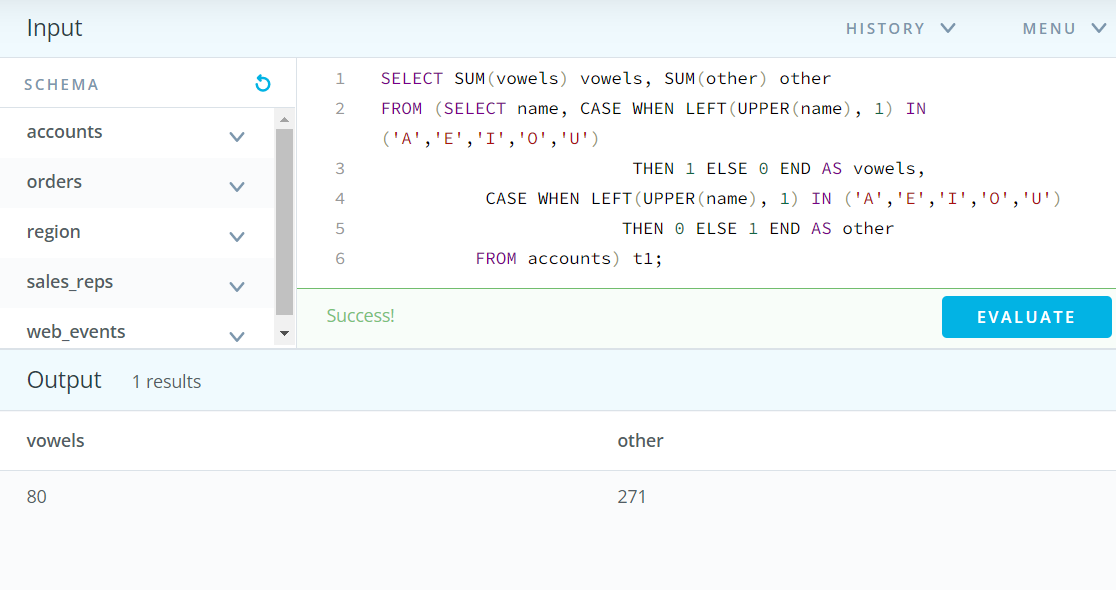 Input
HISTORY
MENU
SCHEMA
accounts
orders
region
sales_reps
web_events
1 SELECT SUM(vowels) vowels, SUM(other) other
2 FROM (SELECT name, CASE WHEN LEFT(UPPER(name), 1) IN
('A','E','I','O','U')
3 THEN 1 ELSE 0 END AS vowels,
4 CASE WHEN LEFT(UPPER(name), 1) IN ('A','E','I','O','U')
5 THEN 0 ELSE 1 END AS other
6 FROM accounts) t1;
Success!
EVALUATE
Output 1 results
vowels other
80 271